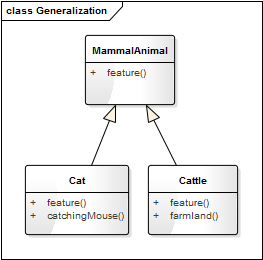 class Generalization
MammalAnimal
+ feature()
Cat
+ feature()
+ catchingMouse()
Cattle
+ feature()
+ farmland()